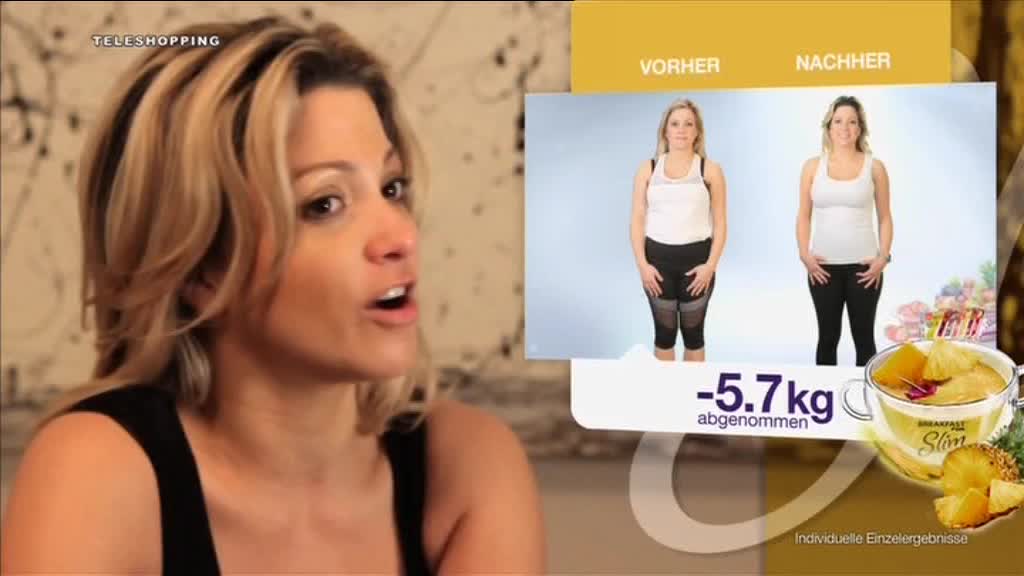 TELESHOPPING
VORHER NACHHER
-5.7kg
abgenommen
BREAKFAST
Slim
Individuelle Einzelergebnisse